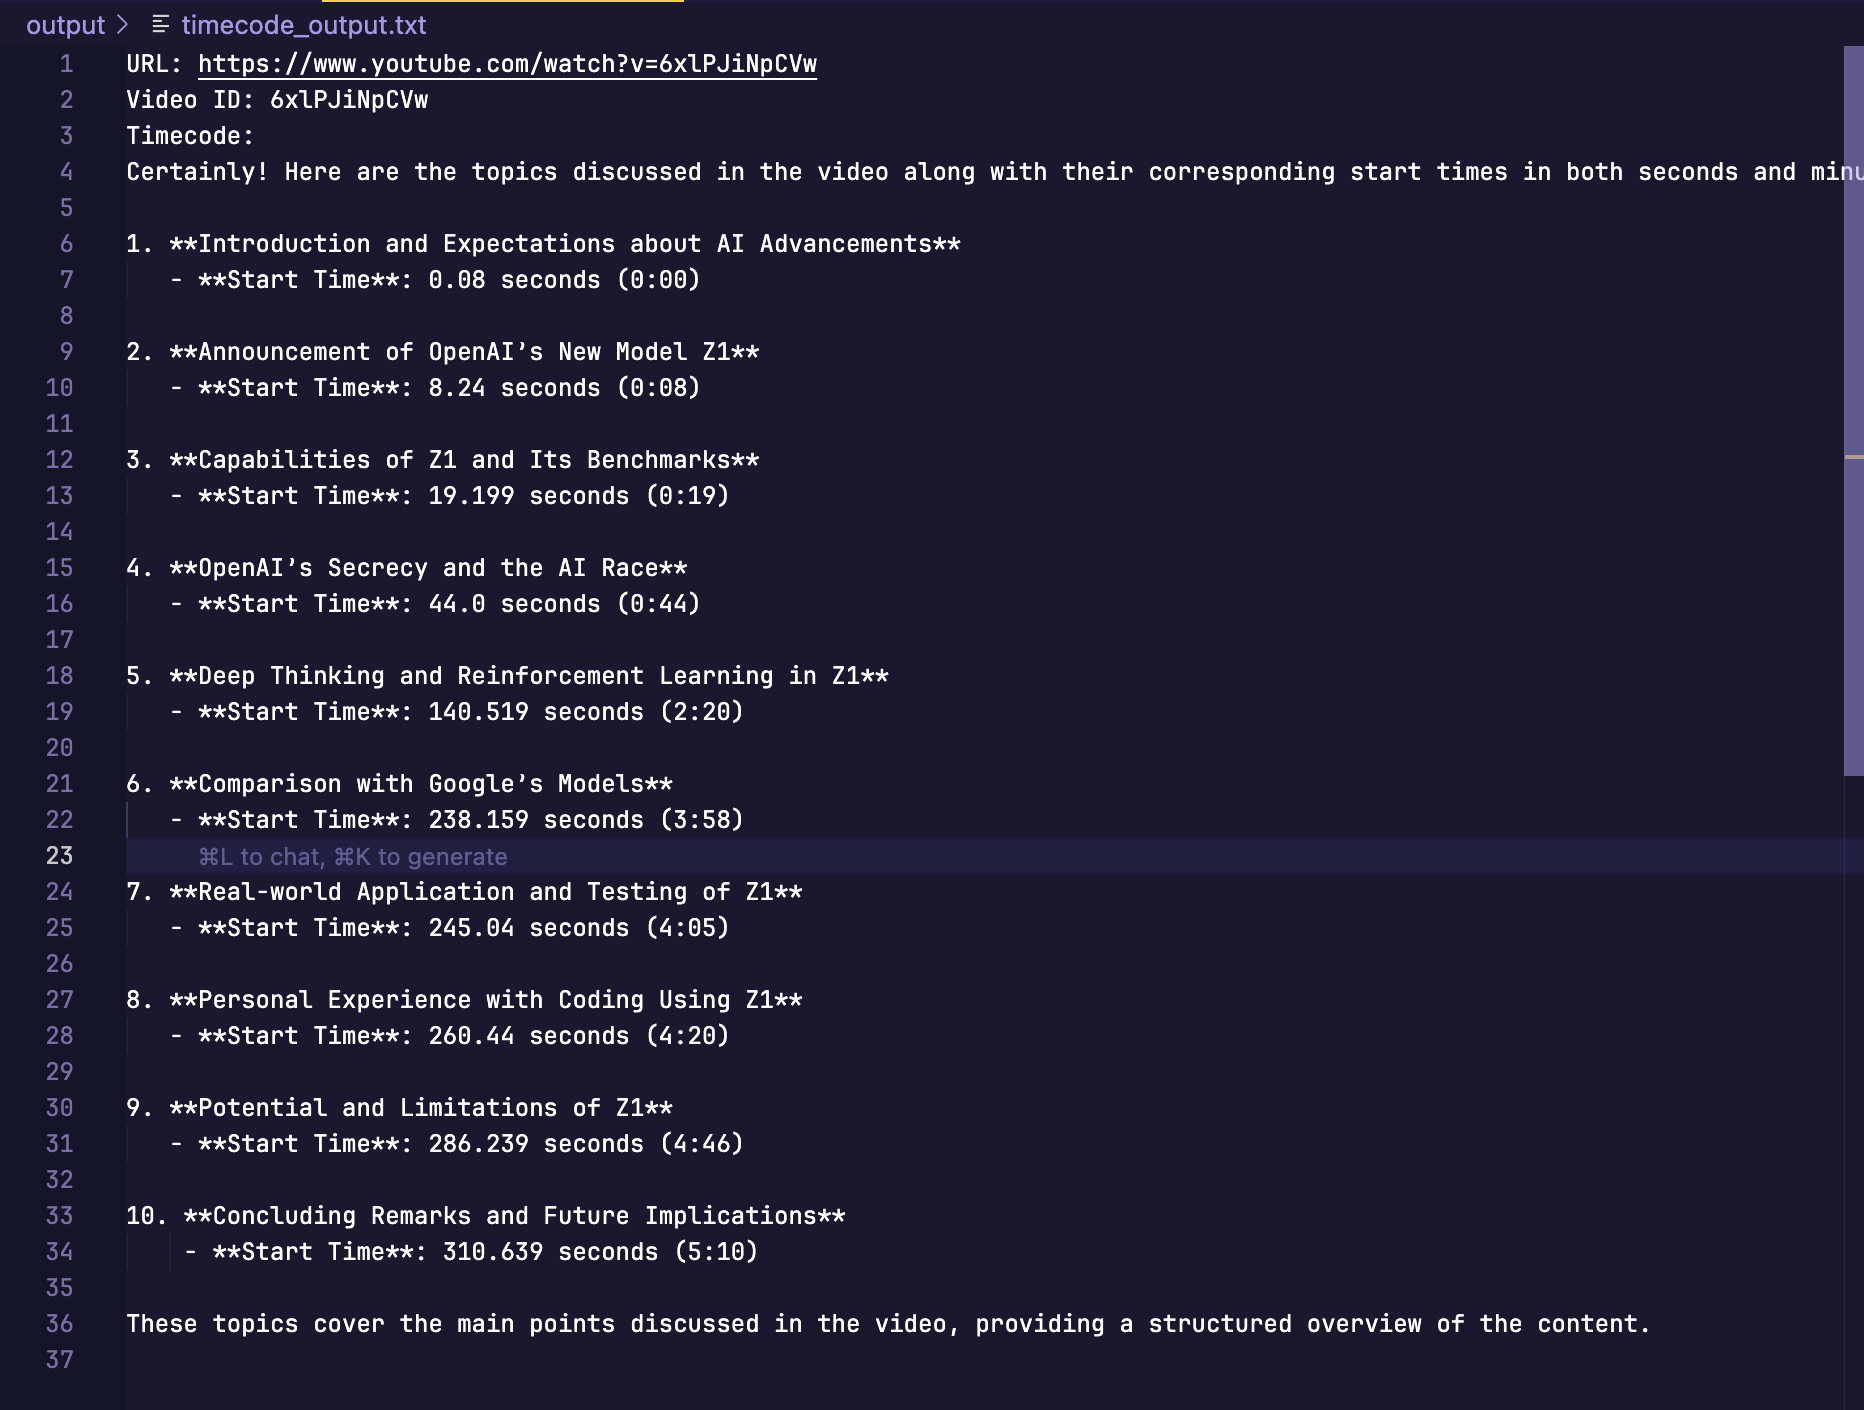 output > timecode_output.txt
1 URL: https://www.youtube.com/watch?v=6xlPJiNpCVw
2 Video ID: 6xlPJiNpCVw
3 Timecode:
4 Certainly! Here are the topics discussed in the video along with their corresponding start times in both seconds and minu
5
6 1. **Introduction and Expectations about AI Advancements**
7 - **Start Time**: 0.08 seconds (0:00)
8
9 2. **Announcement of OpenAI’s New Model Z1**
10 - **Start Time**: 8.24 seconds (0:08)
11
12 3. **Capabilities of Z1 and Its Benchmarks**
13 - **Start Time**: 19.199 seconds (0:19)
14
15 4. **OpenAI’s Secrecy and the AI Race**
16 - **Start Time**: 44.0 seconds (0:44)
17
18 5. **Deep Thinking and Reinforcement Learning in Z1**
19 - **Start Time**: 140.519 seconds (2:20)
20
21 6. **Comparison with Google’s Models**
22 - **Start Time**: 238.159 seconds (3:58)
23 ⌘L to chat, ⌘K to generate
24 7. **Real-world Application and Testing of Z1**
25 - **Start Time**: 245.04 seconds (4:05)
26
27 8. **Personal Experience with Coding Using Z1**
28 - **Start Time**: 260.44 seconds (4:20)
29
30 9. **Potential and Limitations of Z1**
31 - **Start Time**: 286.239 seconds (4:46)
32
33 10. **Concluding Remarks and Future Implications**
34 - **Start Time**: 310.639 seconds (5:10)
35
36 These topics cover the main points discussed in the video, providing a structured overview of the content.
37